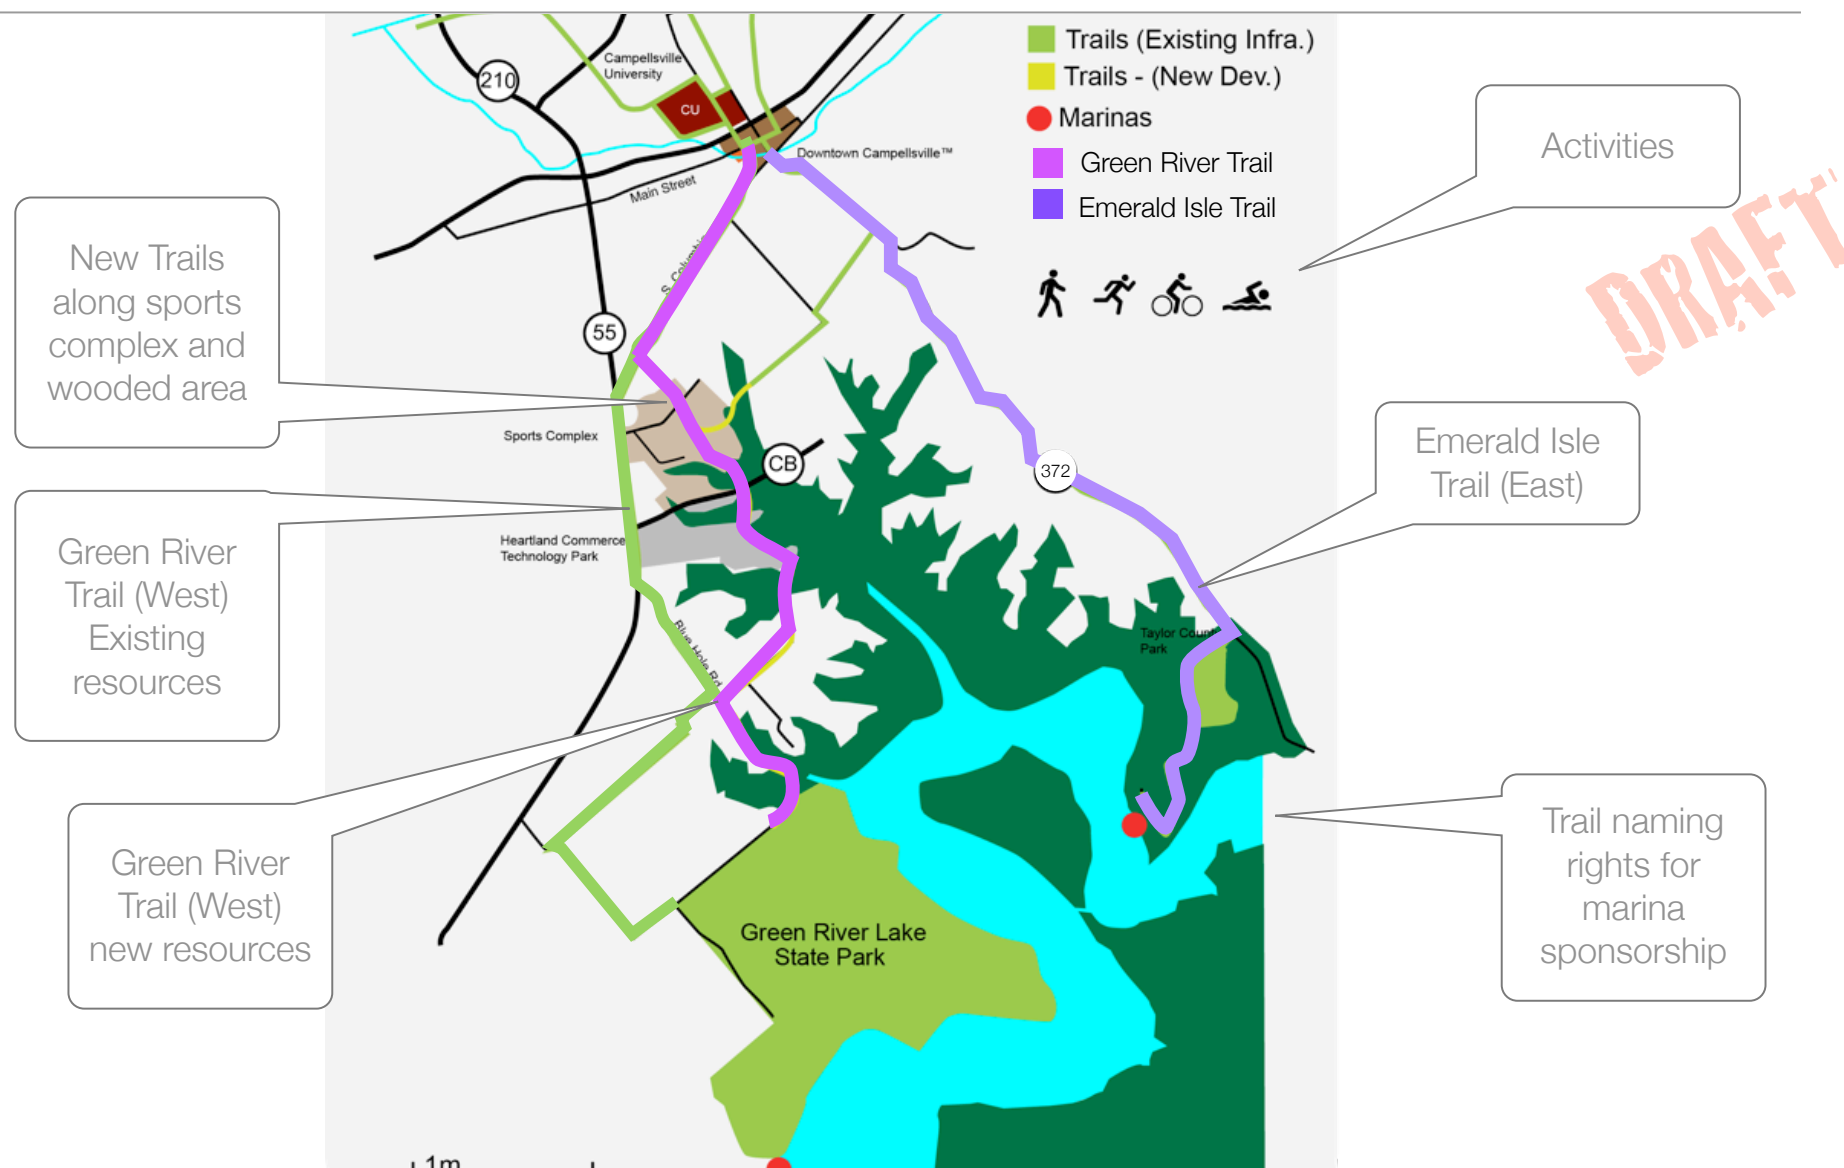 Trails (Existing Infra.)
Trails - (New Dev.)
Marinas
Green River Trail
Emerald Isle Trail
Activities
DRAFT
210
Campellsville
University
CU
Downtown Campellsville™
Main Street
S. Columbia
55
New Trails
along sports
complex and
wooded area
Sports Complex
CB
372
Emerald Isle
Trail (East)
Heartland Commerce
Technology Park
Green River
Trail (West)
Existing
resources
Blue Hole Rd
Taylor County
Park
Green River
Trail (West)
new resources
Trail naming
rights for
marina
sponsorship
Green River Lake
State Park
1m